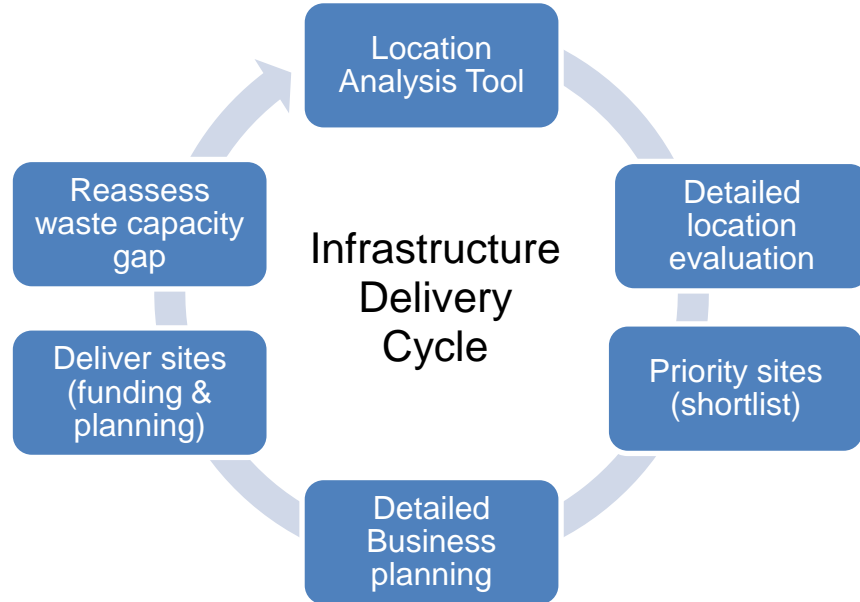 Location
Analysis Tool
Detailed
location
evaluation
Priority sites
(shortlist)
Detailed
Business
planning
Deliver sites
(funding &
planning)
Reassess
waste capacity
gap
Infrastructure
Delivery
Cycle